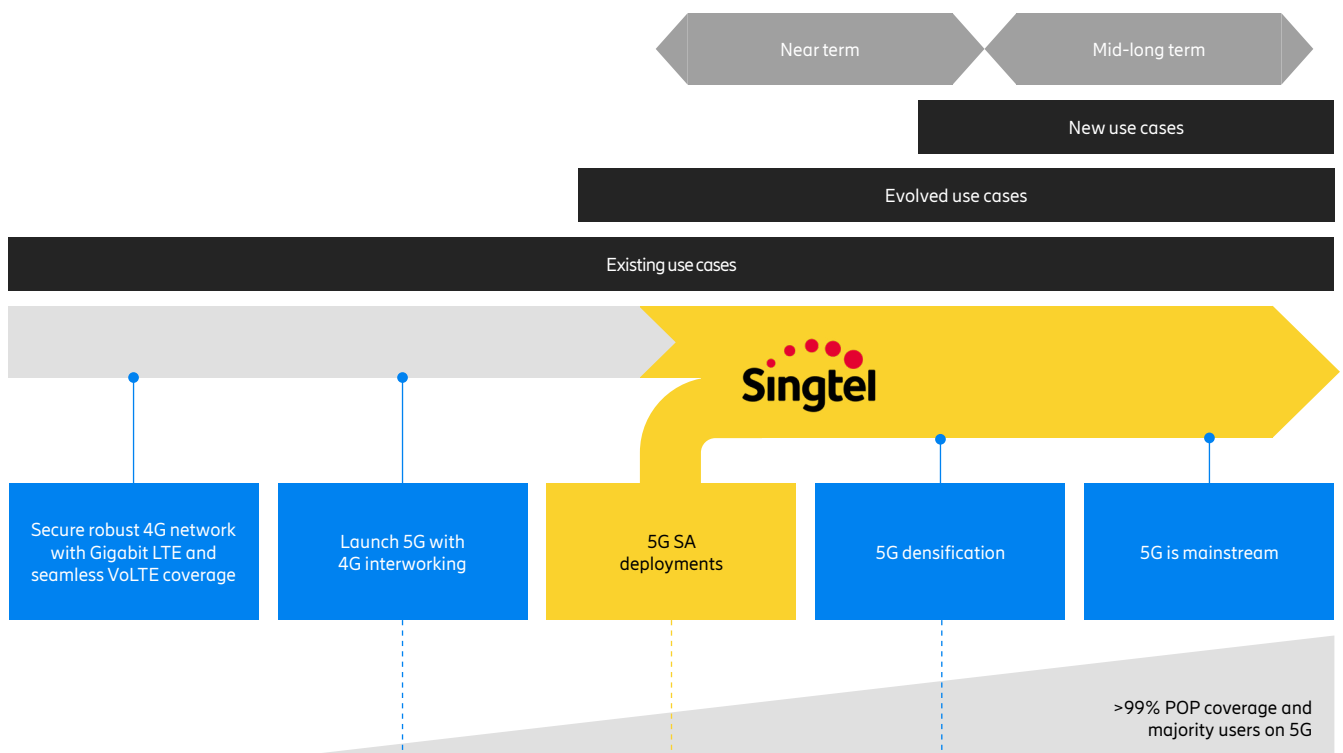 Near term
Mid-long term
New use cases
Evolved use cases
Existing use cases
Singtel
Secure robust 4G network
with Gigabit LTE and
seamless VoLTE coverage
Launch 5G with
4G interworking
5G SA
deployments
5G densification
5G is mainstream
>99% POP coverage and
majority users on 5G